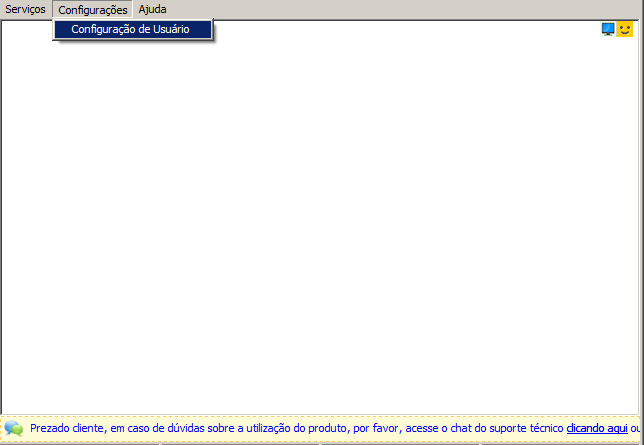 Serviços Configurações Ajuda
Configuração de Usuário
Prezado cliente, em caso de dúvidas sobre a utilização do produto, por favor, acesse o chat do suporte técnico clicando aqui ou